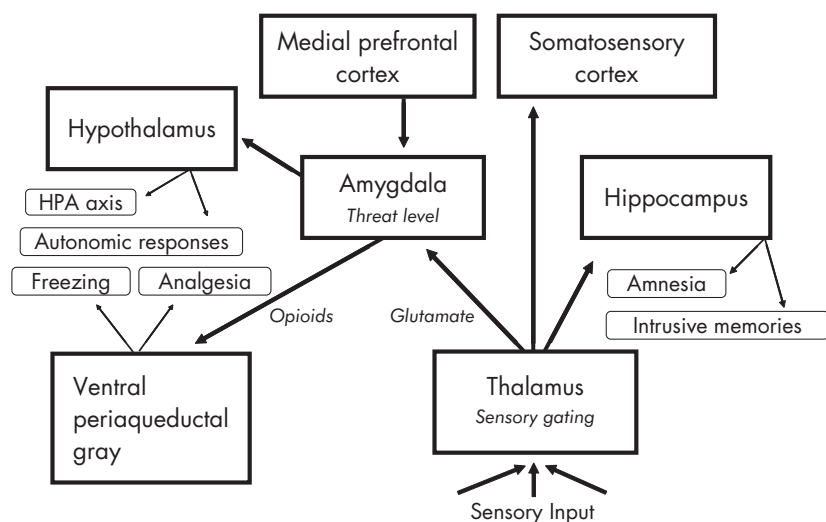 Medial prefrontal
cortex
Somatosensory
cortex
Hypothalamus
Amygdala
Threat level
Hippocampus
HPA axis
Autonomic responses
Freezing
Analgesia
Amnesia
Intrusive memories
Opioids
Glutamate
Ventral
periaqueductal
gray
Thalamus
Sensory gating
Sensory Input